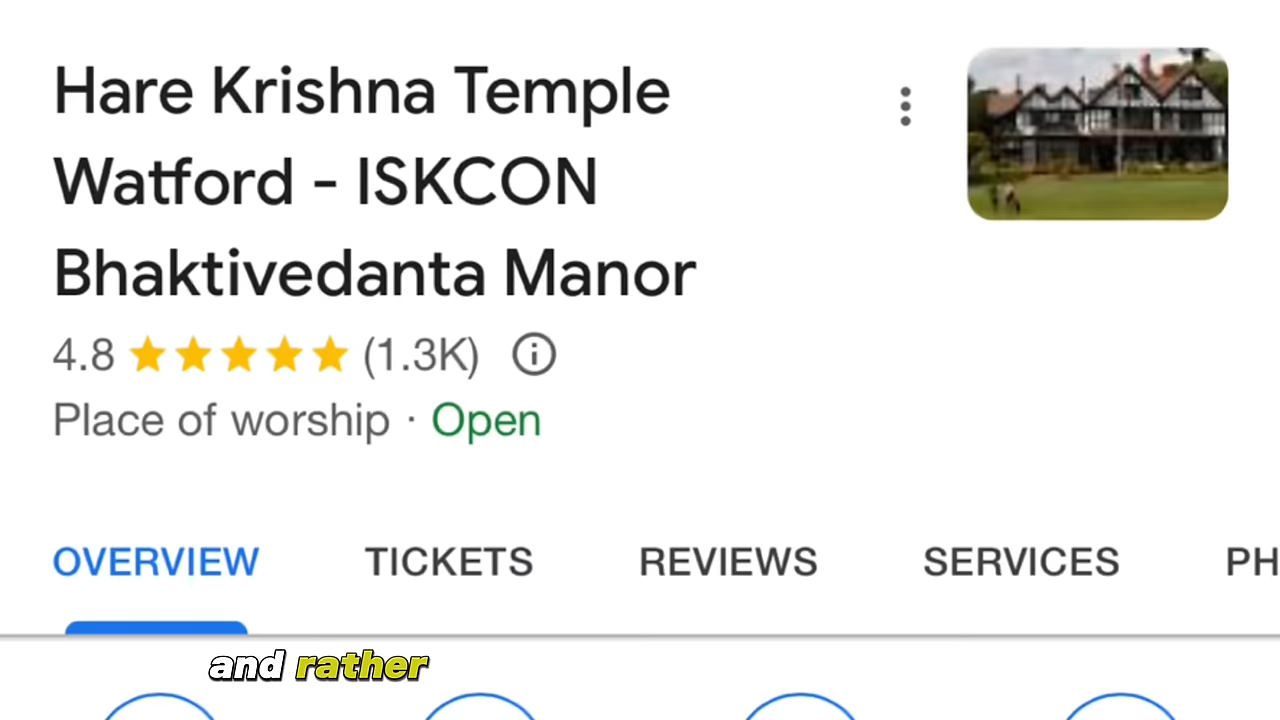 Hare Krishna Temple
Watford - ISKCON
Bhaktivedanta Manor
4.8 (1.3K)
Place of worship · Open
OVERVIEW TICKETS REVIEWS SERVICES PH
and rather